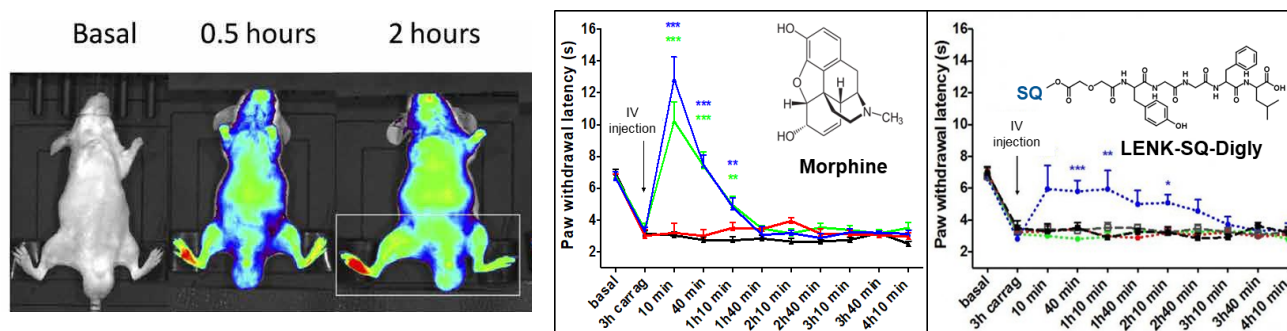 Basal
0.5 hours
2 hours
Paw withdrawal latency (s)
16
14
12
10
8
6
4
2
0
***
***
***
***
**
**
IV
injection
HO
O
H
H
N
CH₃
HO
Morphine
basal
3h carrag
10 min
40 min
1h10 min
1h40 min
2h10 min
2h40 min
3h10 min
3h 40 min
4h10 min
Paw withdrawal latency (s)
16
14
12
10
8
6
4
2
0
IV
injection
SQ
OH
LENK-SQ-Digly
***
**
*
basal
3h carrag
10 min
40 min
1h10 min
1h40 min
2h10 min
2h40 min
3h10 min
3h40 min
4h10 min